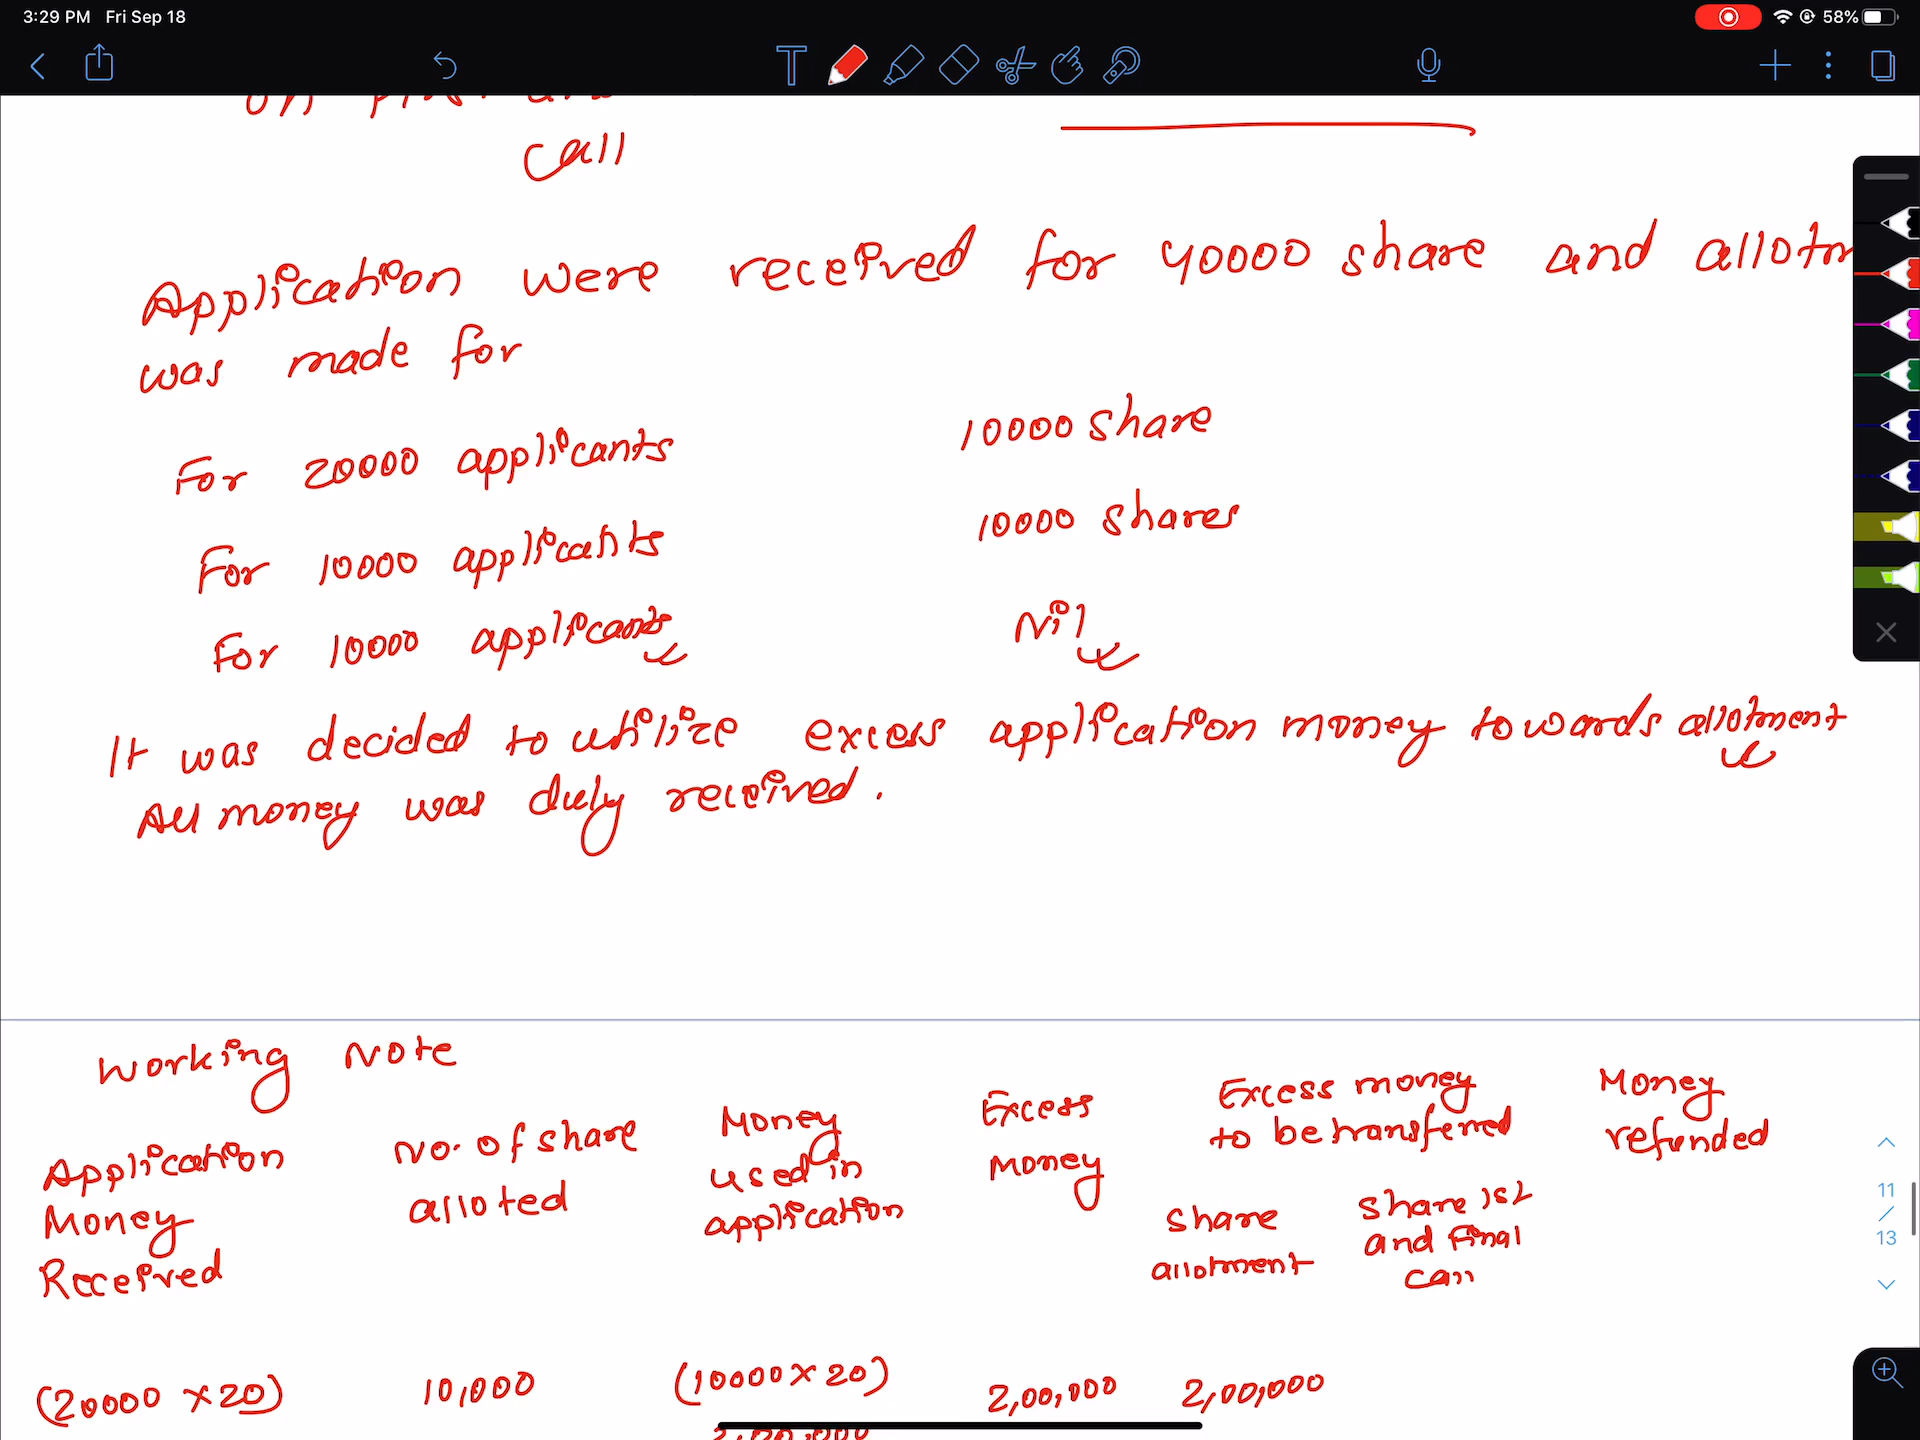 3:29 PM Fri Sep 18
58%
call
Application were received for 40000 share and allotm
was made for
For 20000 applicants 10000 share
For 10000 applicants 10000 shares
For 10000 applicants Nil
It was decided to utilize excess application money towards allotment
All money was duly received.
Working Note
Application Money Received
No. of share alloted
Money used in application
Excess Money
Excess money to be transferred
Share allotment
Share 1st and final call
Money refunded
11
/
13
(20000 x 20) 10,000 (10000 x 20) 2,00,000 2,00,000